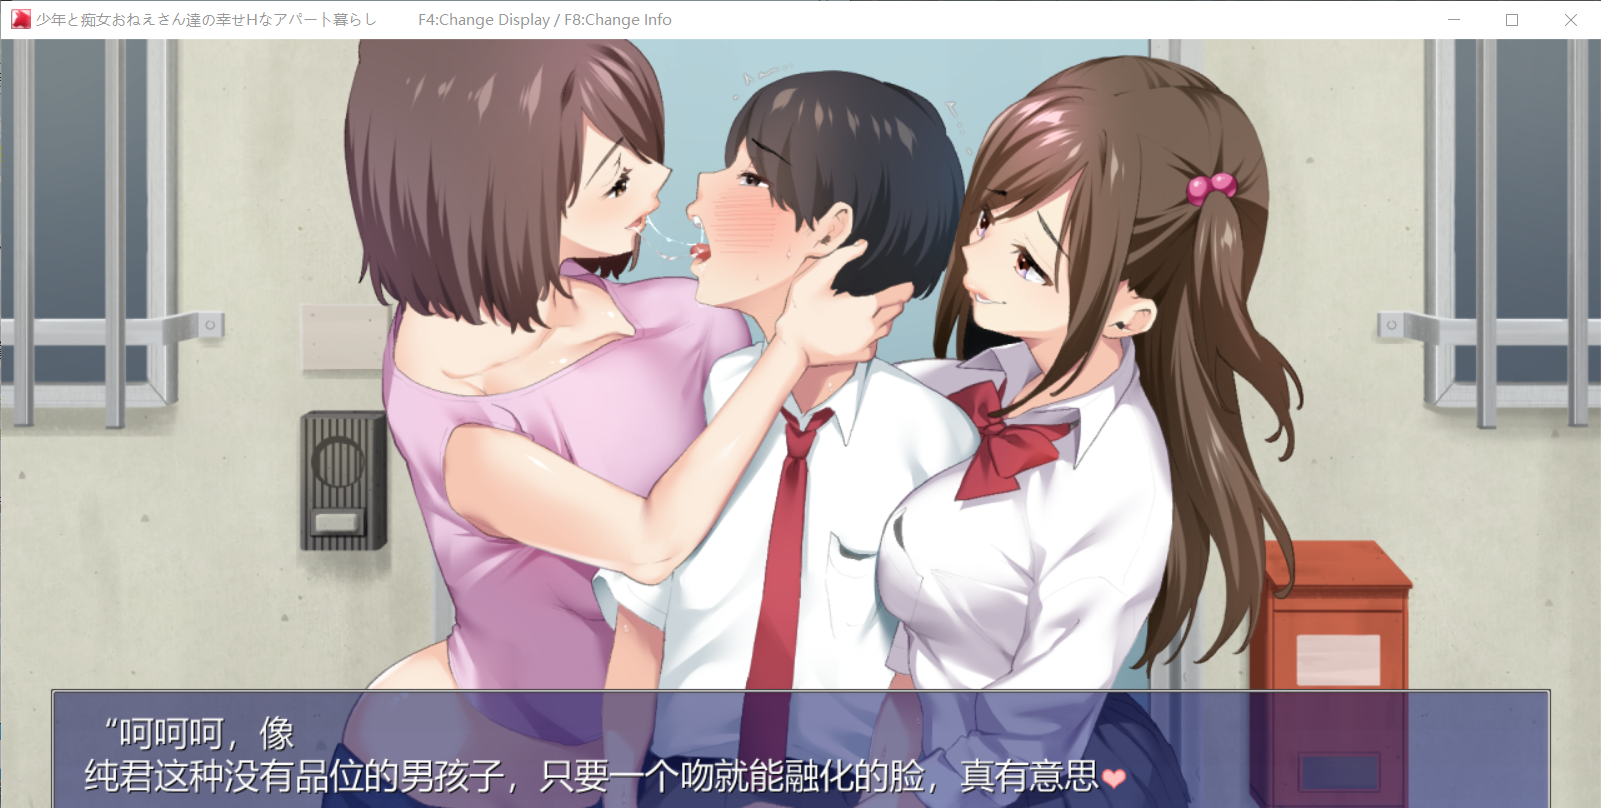 少年と痴女おねえさん達の幸せHなアパート暮らし F4:Change Display / F8:Change Info
“呵呵呵，像
纯君这种没有品位的男孩子，只要一个吻就能融化的脸，真有意思